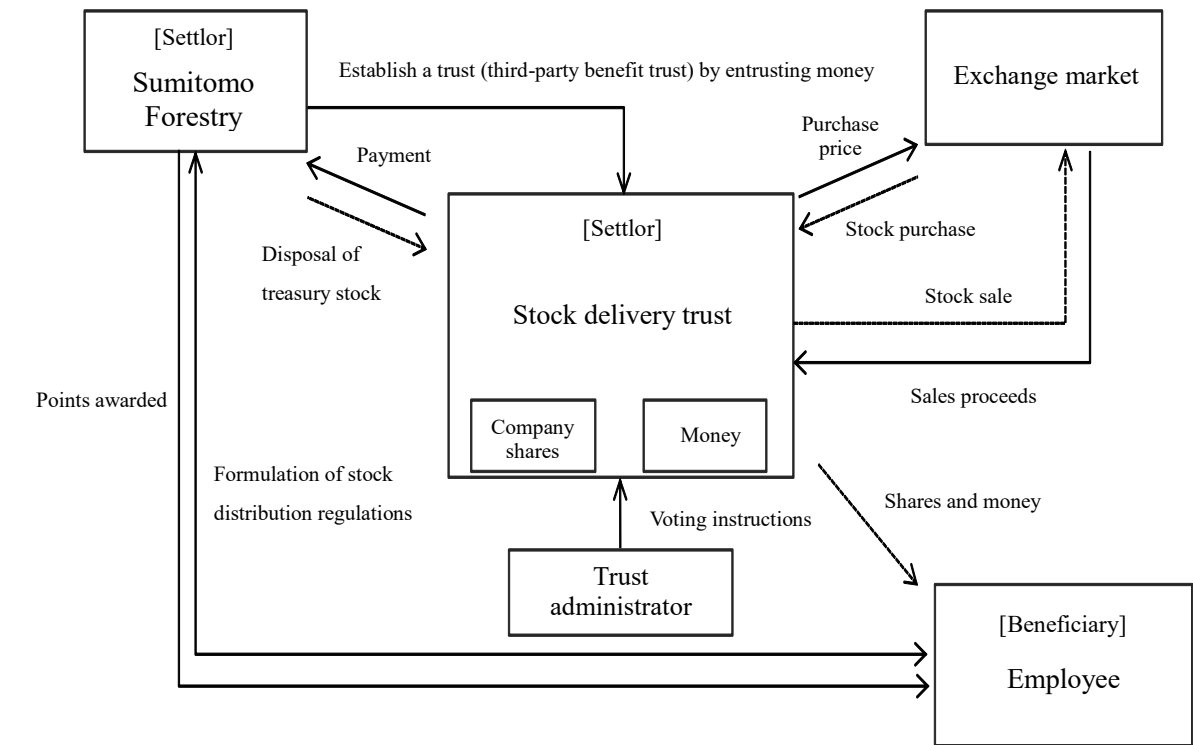 [Settlor]
Sumitomo
Forestry
Establish a trust (third-party benefit trust) by entrusting money
Exchange market
Purchase
price
Payment
[Settlor]
Stock purchase
Disposal of
treasury stock
Stock sale
Stock delivery trust
Points awarded
Sales proceeds
Company
shares
Money
Formulation of stock
distribution regulations
Voting instructions
Shares and money
Trust
administrator
[Beneficiary]
Employee